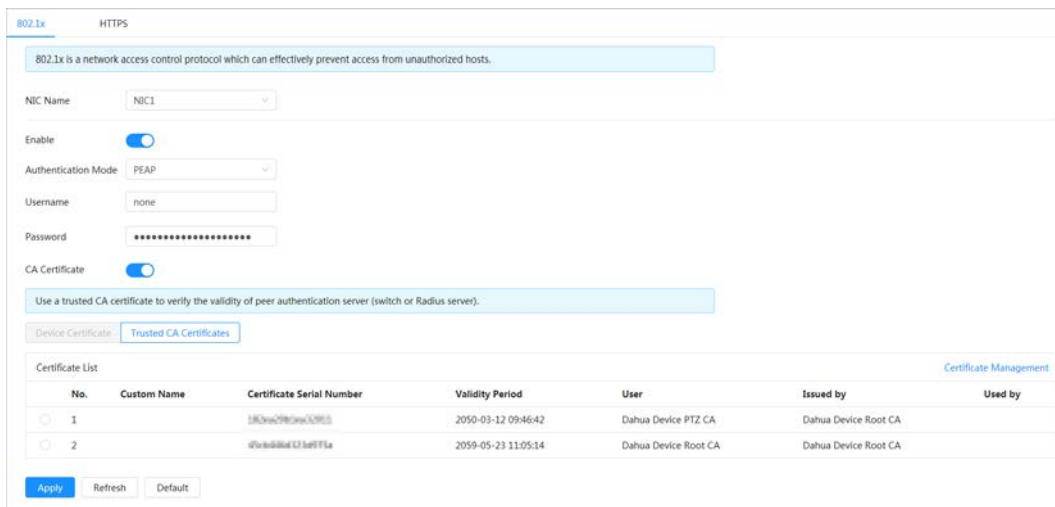 802.1x HTTPS
802.1x is a network access control protocol which can effectively prevent access from unauthorized hosts.
NIC Name NIC1
Enable
Authentication Mode PEAP
Username none
Password ••••••••••••••••••••
CA Certificate
Use a trusted CA certificate to verify the validity of peer authentication server (switch or Radius server).
Device Certificate Trusted CA Certificates
Certificate List Certificate Management
No. Custom Name Certificate Serial Number Validity Period User Issued by Used by
1 2050-03-12 09:46:42 Dahua Device PTZ CA Dahua Device Root CA
2 2059-05-23 11:05:14 Dahua Device Root CA Dahua Device Root CA
Apply Refresh Default